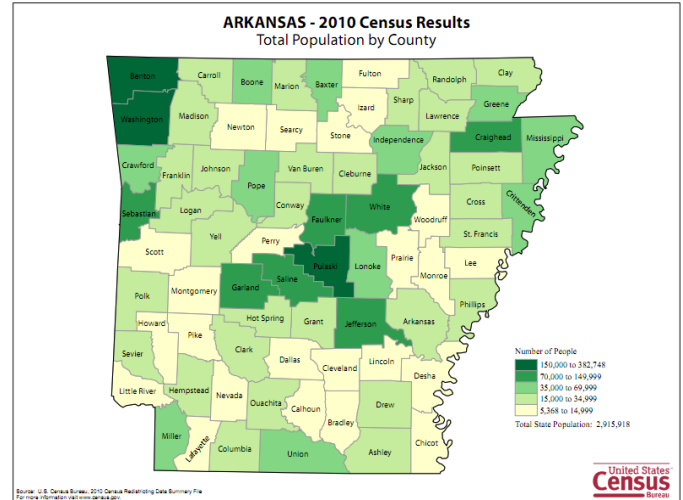 ARKANSAS - 2010 Census Results
Total Population by County
Benton
Carroll
Boone
Marion
Baxter
Fulton
Randolph
Clay
Izard
Sharp
Greene
Washington
Madison
Newton
Searcy
Stone
Lawrence
Independence
Craighead
Mississippi
Crawford
Franklin
Johnson
Pope
Van Buren
Cleburne
Jackson
Poinsett
Sebastian
Logan
Conway
Faulkner
White
Woodruff
Cross
Crittenden
Yell
Perry
St. Francis
Scott
Pulaski
Lonoke
Prairie
Monroe
Lee
Polk
Montgomery
Garland
Saline
Phillips
Hot Spring
Grant
Jefferson
Arkansas
Howard
Pike
Sevier
Clark
Dallas
Cleveland
Lincoln
Desha
Little River
Hempstead
Nevada
Ouachita
Calhoun
Bradley
Drew
Miller
Lafayette
Columbia
Union
Ashley
Chicot
Number of People
150,000 to 382,748
70,000 to 149,999
35,000 to 69,999
15,000 to 34,999
5,368 to 14,999
Total State Population: 2,915,918
United States®
Census
Bureau
Source: U.S. Census Bureau, 2010 Census Redistricting Data Summary File
For more information visit www.census.gov.